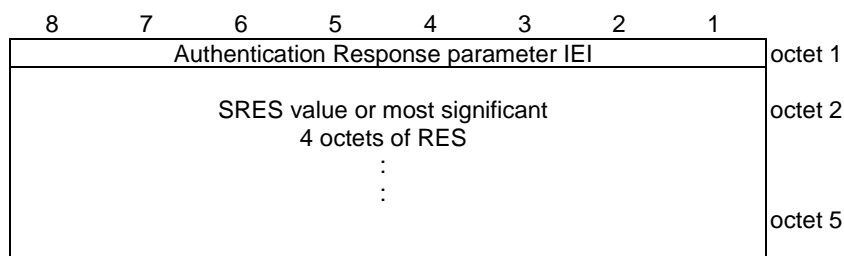 8 7 6 5 4 3 2 1
Authentication Response parameter IEI octet 1
SRES value or most significant octet 2
4 octets of RES
:
:
octet 5